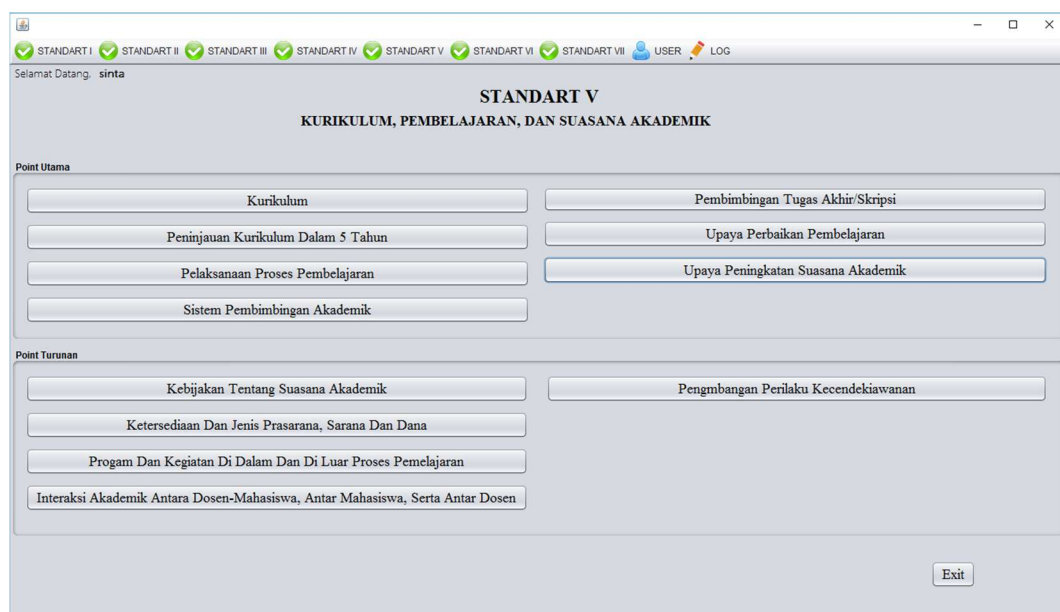 STANDART I STANDART II STANDART III STANDART IV STANDART V STANDART VI STANDART VII USER LOG
Selamat Datang, sinta
STANDART V
KURIKULUM, PEMBELAJARAN, DAN SUASANA AKADEMIK
Point Utama
Kurikulum
Peninjauan Kurikulum Dalam 5 Tahun
Pelaksanaan Proses Pembelajaran
Sistem Pembimbingan Akademik
Pembimbingan Tugas Akhir/Skripsi
Upaya Perbaikan Pembelajaran
Upaya Peningkatan Suasana Akademik
Point Turunan
Kebijakan Tentang Suasana Akademik
Ketersediaan Dan Jenis Prasarana, Sarana Dan Dana
Progam Dan Kegiatan Di Dalam Dan Di Luar Proses Pemelajaran
Interaksi Akademik Antara Dosen-Mahasiswa, Antar Mahasiswa, Serta Antar Dosen
Pengmbangan Perilaku Kecendekiawanan
Exit